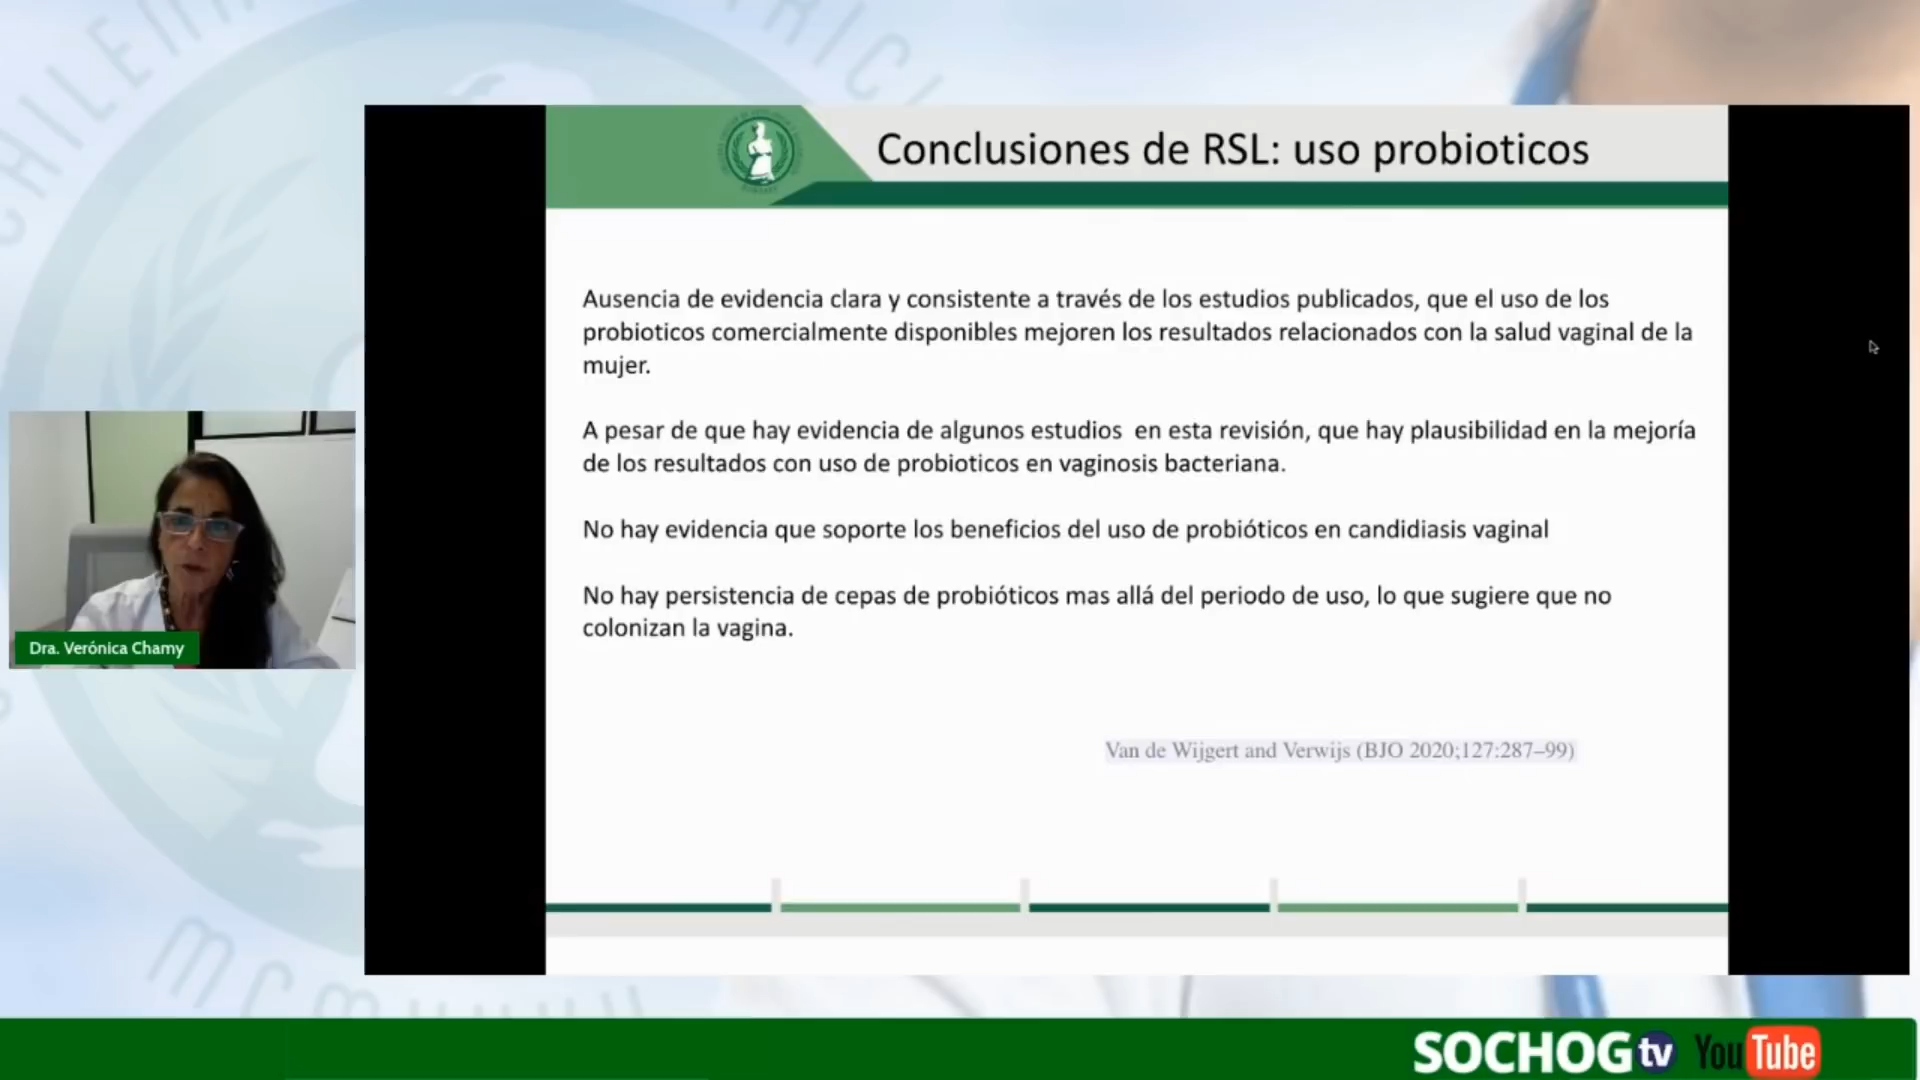 Conclusiones de RSL: uso probioticos
Ausencia de evidencia clara y consistente a través de los estudios publicados, que el uso de los
probioticos comercialmente disponibles mejoren los resultados relacionados con la salud vaginal de la
mujer.
A pesar de que hay evidencia de algunos estudios en esta revisión, que hay plausibilidad en la mejoría
de los resultados con uso de probioticos en vaginosis bacteriana.
No hay evidencia que soporte los beneficios del uso de probióticos en candidiasis vaginal
No hay persistencia de cepas de probióticos mas allá del periodo de uso, lo que sugiere que no
colonizan la vagina.
Van de Wijgert and Verwijs (BJO 2020;127:287–99)
Dra. Verónica Chamy
SOCHOG tv YouTube